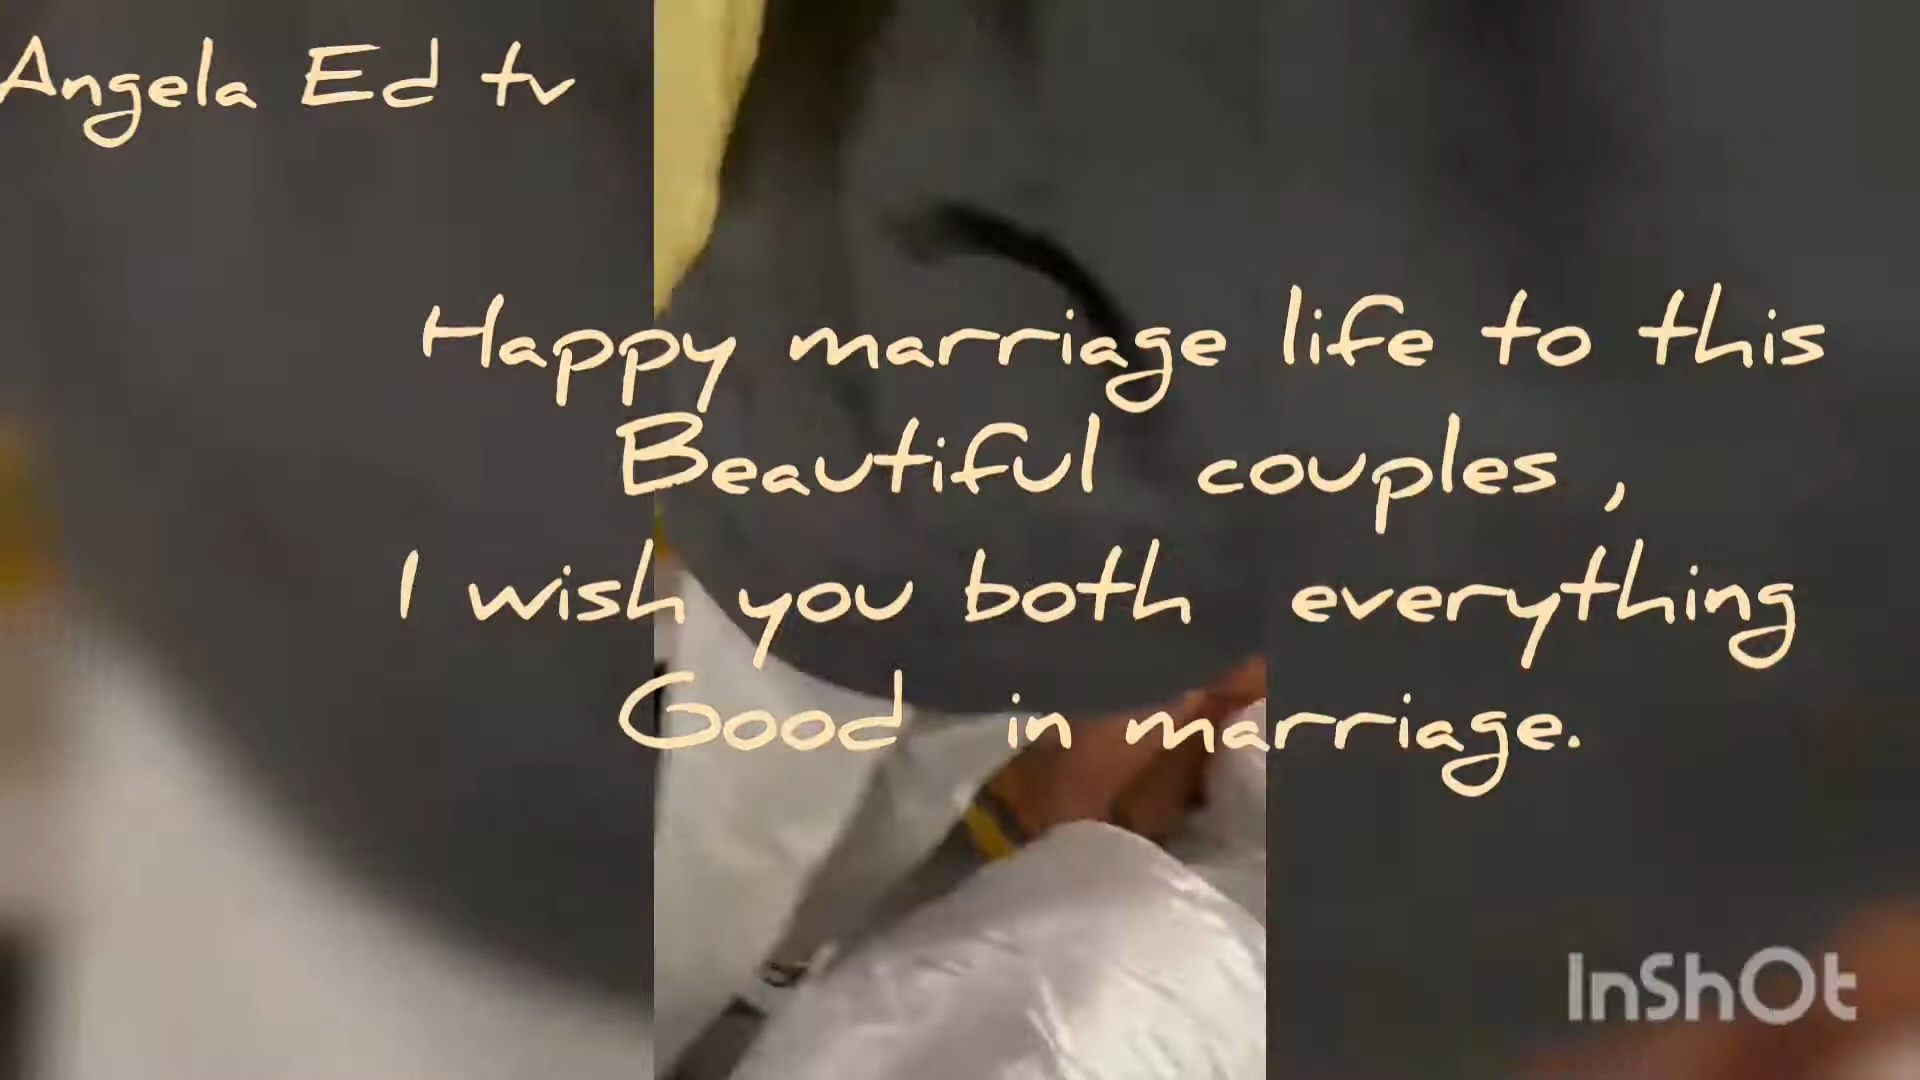 Angela Ed tv
Happy marriage life to this
Beautiful couples ,
I wish you both everything
Good in marriage.
InShOt